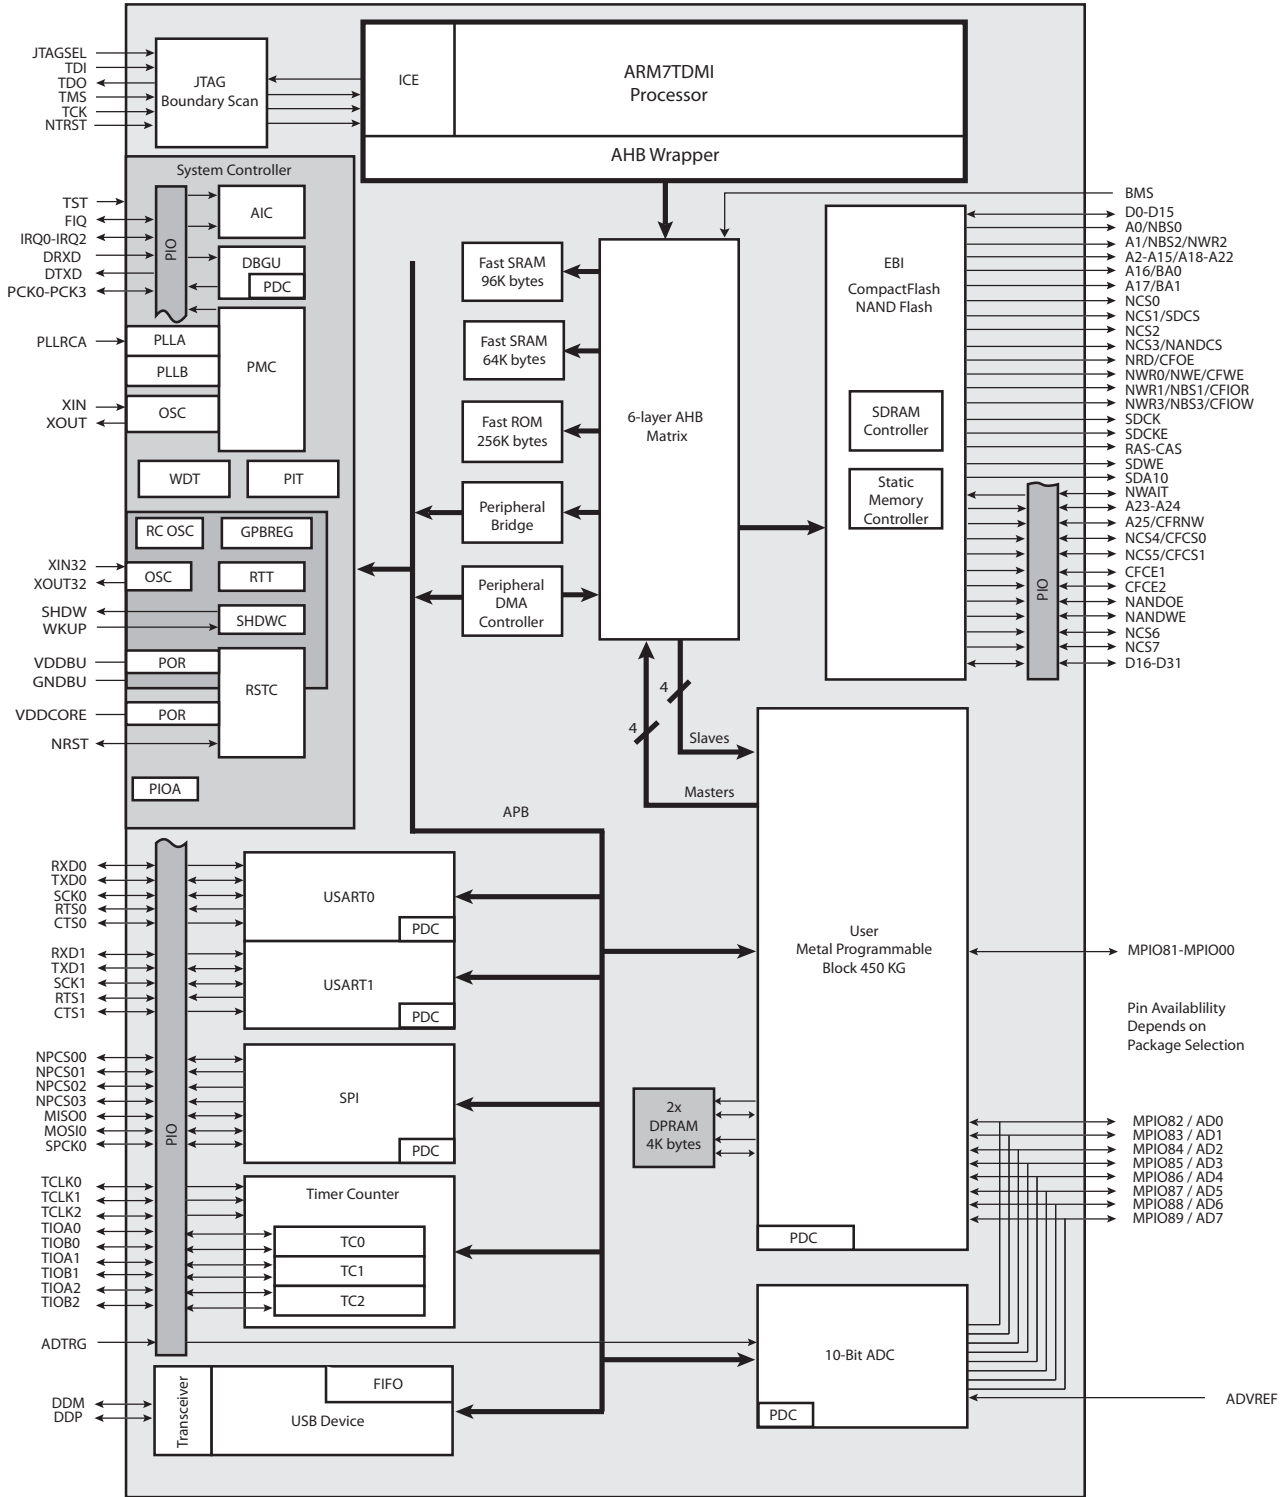 JTAGSEL
TDI
TDO
TMS
TCK
NTRST
JTAG
Boundary Scan
ICE
ARM7TDMI
Processor
AHB Wrapper
System Controller
TST
FIQ
IRQ0-IRQ2
DRXD
DTXD
PCK0-PCK3
PIO
AIC
DBGU
PDC
PLLRCA
PLLA
PLLB
PMC
XIN
XOUT
OSC
WDT
PIT
RC OSC
GPBREG
XIN32
XOUT32
OSC
RTT
SHDW
WKUP
SHDWC
VDDBU
GNDBU
POR
RSTC
VDDCORE
POR
NRST
PIOA
Fast SRAM
96K bytes
Fast SRAM
64K bytes
Fast ROM
256K bytes
Peripheral
Bridge
Peripheral
DMA
Controller
6-layer AHB
Matrix
4
4
Slaves
Masters
APB
EBI
CompactFlash
NAND Flash
SDRAM
Controller
Static
Memory
Controller
PIO
BMS
D0-D15
A0/NBS0
A1/NBS2/NWR2
A2-A15/A18-A22
A16/BA0
A17/BA1
NCS0
NCS1/SDCS
NCS2
NCS3/NANDCS
NRD/CFOE
NWR0/NWE/CFWE
NWR1/NBS1/CFIOR
NWR3/NBS3/CFIOW
SDCK
SDCKE
RAS-CAS
SDWE
SDA10
NWAIT
A23-A24
A25/CFRNW
NCS4/CFCS0
NCS5/CFCS1
CFCE1
CFCE2
NANDOE
NANDWE
NCS6
NCS7
D16-D31
RXD0
TXD0
SCK0
RTS0
CTS0
USART0
PDC
RXD1
TXD1
SCK1
RTS1
CTS1
USART1
PDC
NPCS00
NPCS01
NPCS02
NPCS03
MISO0
MOSI0
SPCK0
PIO
SPI
PDC
TCLK0
TCLK1
TCLK2
TIOA0
TIOB0
TIOA1
TIOB1
TIOA2
TIOB2
Timer Counter
TC0
TC1
TC2
ADTRG
DDM
DDP
Transceiver
FIFO
USB Device
User
Metal Programmable
Block 450 KG
PDC
2x
DPRAM
4K bytes
10-Bit ADC
PDC
MPIO81-MPIO00
Pin Availablility
Depends on
Package Selection
MPIO82 / AD0
MPIO83 / AD1
MPIO84 / AD2
MPIO85 / AD3
MPIO86 / AD4
MPIO87 / AD5
MPIO88 / AD6
MPIO89 / AD7
ADVREF